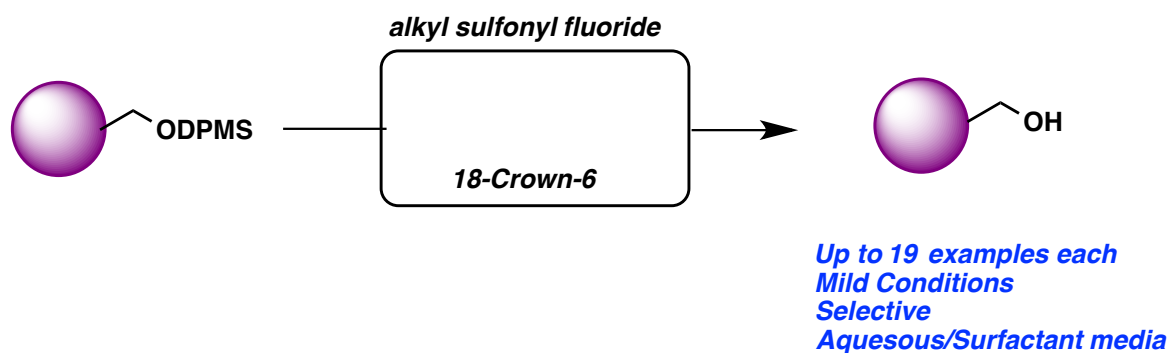 alkyl sulfonyl fluoride
ODPMS
18-Crown-6
OH
Up to 19 examples each
Mild Conditions
Selective
Aquesous/Surfactant media